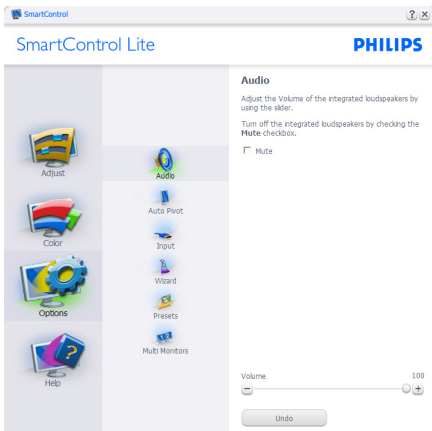 SmartControl
SmartControl Lite
PHILIPS
Adjust
Color
Options
Help
Audio
Auto Pivot
Input
Wizard
Presets
Multi Monitors
Audio
Adjust the Volume of the integrated loudspeakers by
using the slider.
Turn off the integrated loudspeakers by checking the
Mute checkbox.
Mute
Volume 100
Undo